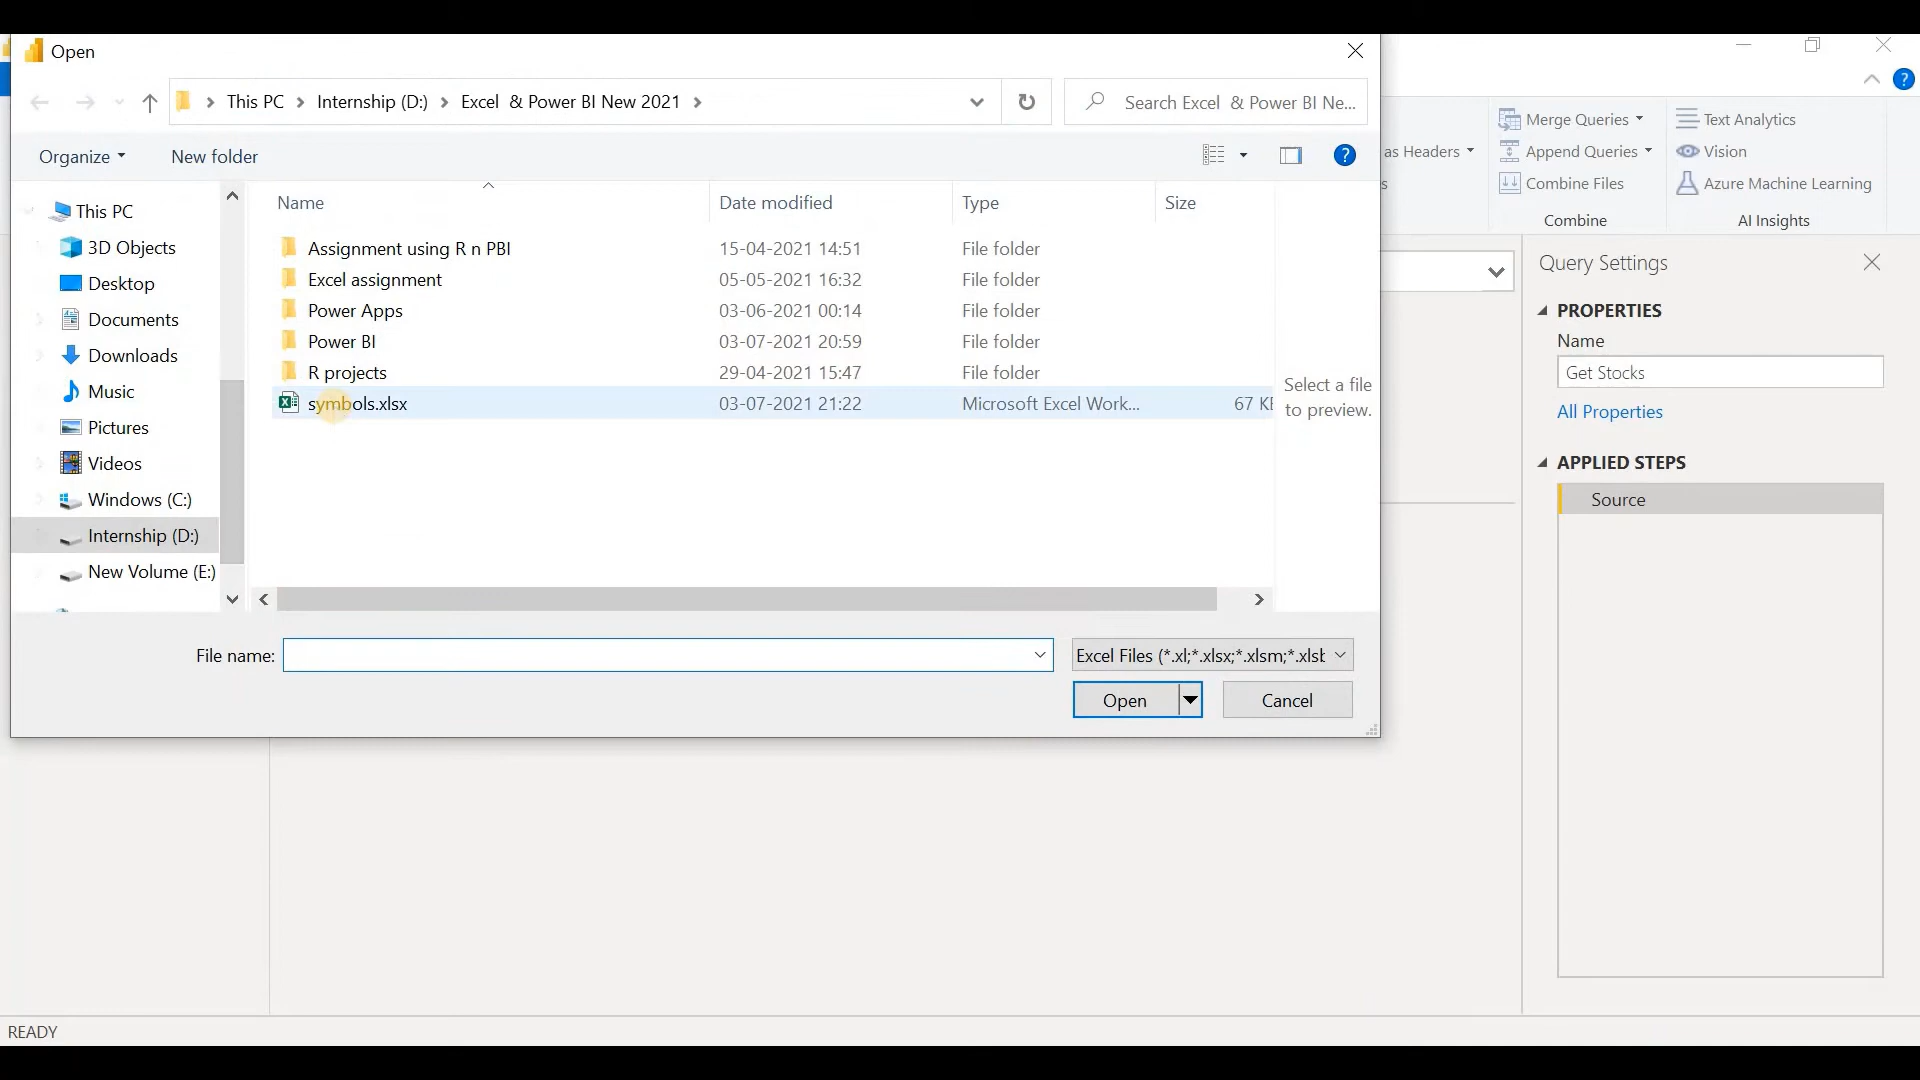 Open
This PC > Internship (D:) > Excel & Power BI New 2021 >
Search Excel & Power BI Ne...
Organize
New folder
?
?
This PC
3D Objects
Desktop
Documents
Downloads
Music
Pictures
Videos
Windows (C:)
Internship (D:)
New Volume (E:)
Name Date modified Type Size
Assignment using R n PBI 15-04-2021 14:51 File folder
Excel assignment 05-05-2021 16:32 File folder
Power Apps 03-06-2021 00:14 File folder
Power BI 03-07-2021 20:59 File folder
R projects 29-04-2021 15:47 File folder
symbols.xlsx 03-07-2021 21:22 Microsoft Excel Work... 67 KB
Select a file
to preview.
File name:
Excel Files (*.xl;*.xlsx;*.xlsm;*.xlsb
Open
Cancel
as Headers
s
Merge Queries
Append Queries
Combine Files
Combine
Text Analytics
Vision
Azure Machine Learning
AI Insights
Query Settings
PROPERTIES
Name
Get Stocks
All Properties
APPLIED STEPS
Source
READY